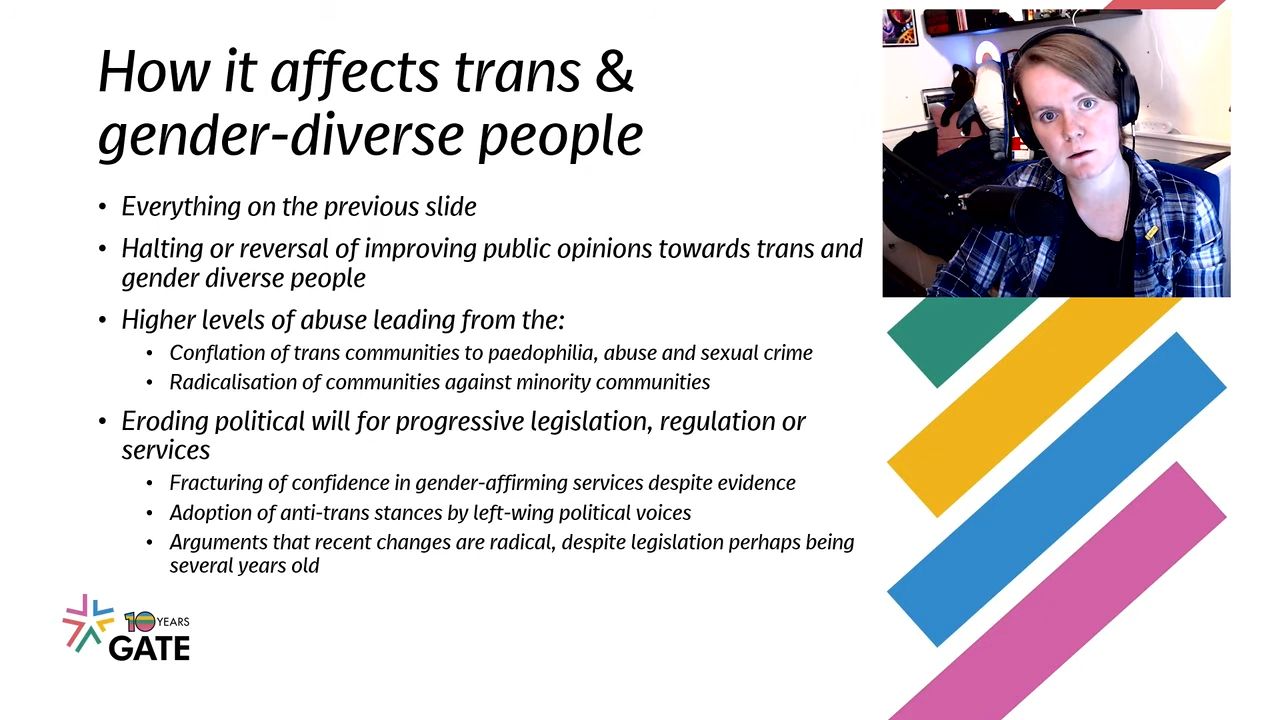 How it affects trans &
gender-diverse people
• Everything on the previous slide
• Halting or reversal of improving public opinions towards trans and
gender diverse people
• Higher levels of abuse leading from the:
• Conflation of trans communities to paedophilia, abuse and sexual crime
• Radicalisation of communities against minority communities
• Eroding political will for progressive legislation, regulation or
services
• Fracturing of confidence in gender-affirming services despite evidence
• Adoption of anti-trans stances by left-wing political voices
• Arguments that recent changes are radical, despite legislation perhaps being
several years old
10 YEARS
GATE